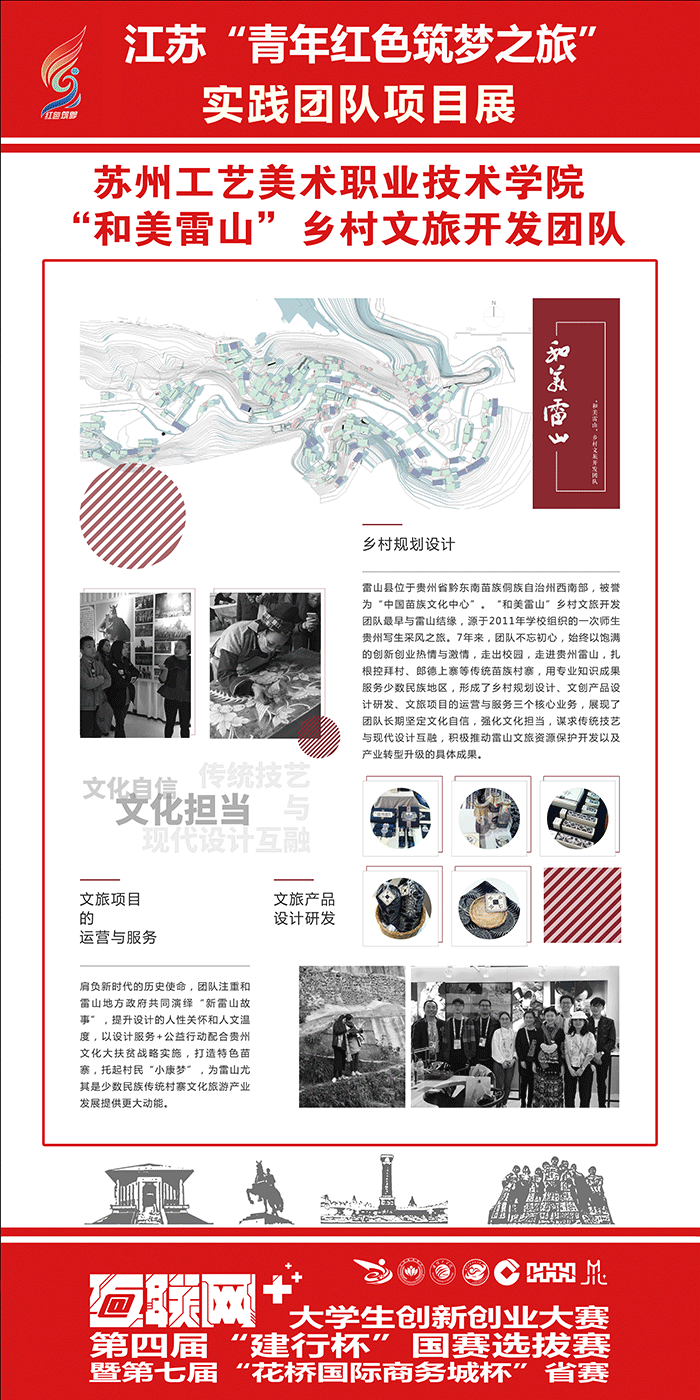 红色筑梦
江苏“青年红色筑梦之旅”
实践团队项目展
苏州工艺美术职业技术学院
“和美雷山”乡村文旅开发团队
N
和美雷山
“和美雷山”乡村文旅开发团队
乡村规划设计
雷山县位于贵州省黔东南苗族侗族自治州西南部，被誉
为“中国苗族文化中心”。“和美雷山”乡村文旅开发
团队最早与雷山结缘，源于2011年学校组织的一次师生
贵州写生采风之旅。7年来，团队不忘初心，始终以饱满
的创新创业热情与激情，走出校园，走进贵州雷山，扎
根控拜村、郎德上寨等传统苗族村寨，用专业知识成果
服务少数民族地区，形成了乡村规划设计、文创产品设
计研发、文旅项目的运营与服务三个核心业务，展现了
团队长期坚定文化自信，强化文化担当，谋求传统技艺
与现代设计互融，积极推动雷山文旅资源保护开发以及
产业转型升级的具体成果。
文化自信
传统技艺
文化担当
与
现代设计互融
文旅项目
的
运营与服务
文旅产品
设计研发
肩负新时代的历史使命，团队注重和
雷山地方政府共同演绎“新雷山故
事”，提升设计的人性关怀和人文温
度，以设计服务+公益行动配合贵州
文化大扶贫战略实施，打造特色苗
寨，托起村民“小康梦”，为雷山尤
其是少数民族传统村寨文化旅游产业
发展提供更大动能。
互联网+
大学生创新创业大赛
第四届“建行杯”国赛选拔赛
暨第七届“花桥国际商务城杯”省赛